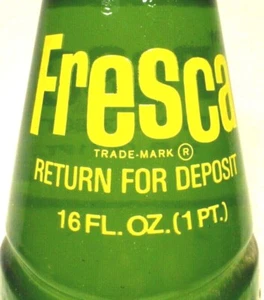 Fresca
TRADE-MARK ®
RETURN FOR DEPOSIT
16 FL. OZ. (1 PT.)